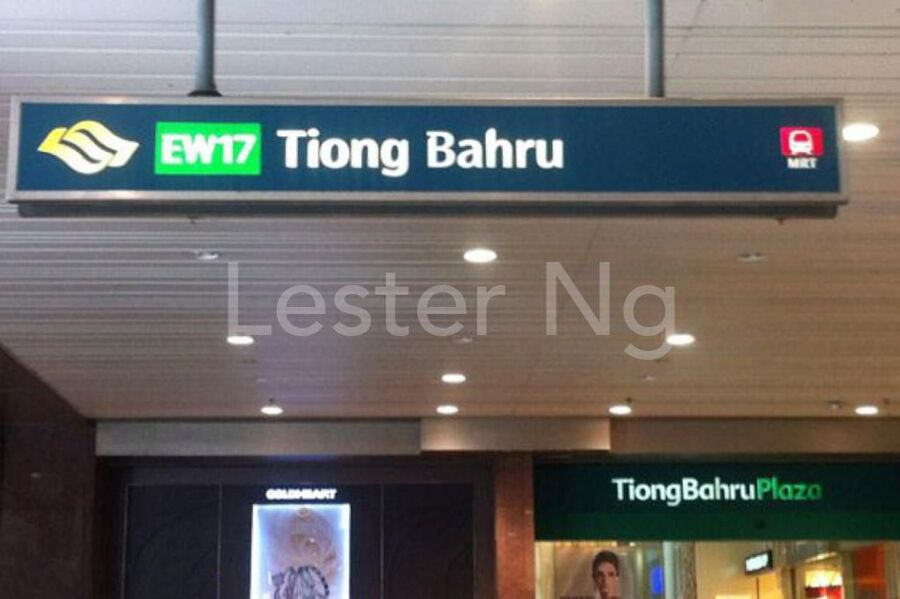 EW17 Tiong Bahru
MRT
Lester Ng
GOLDHEART
TiongBahruPlaza